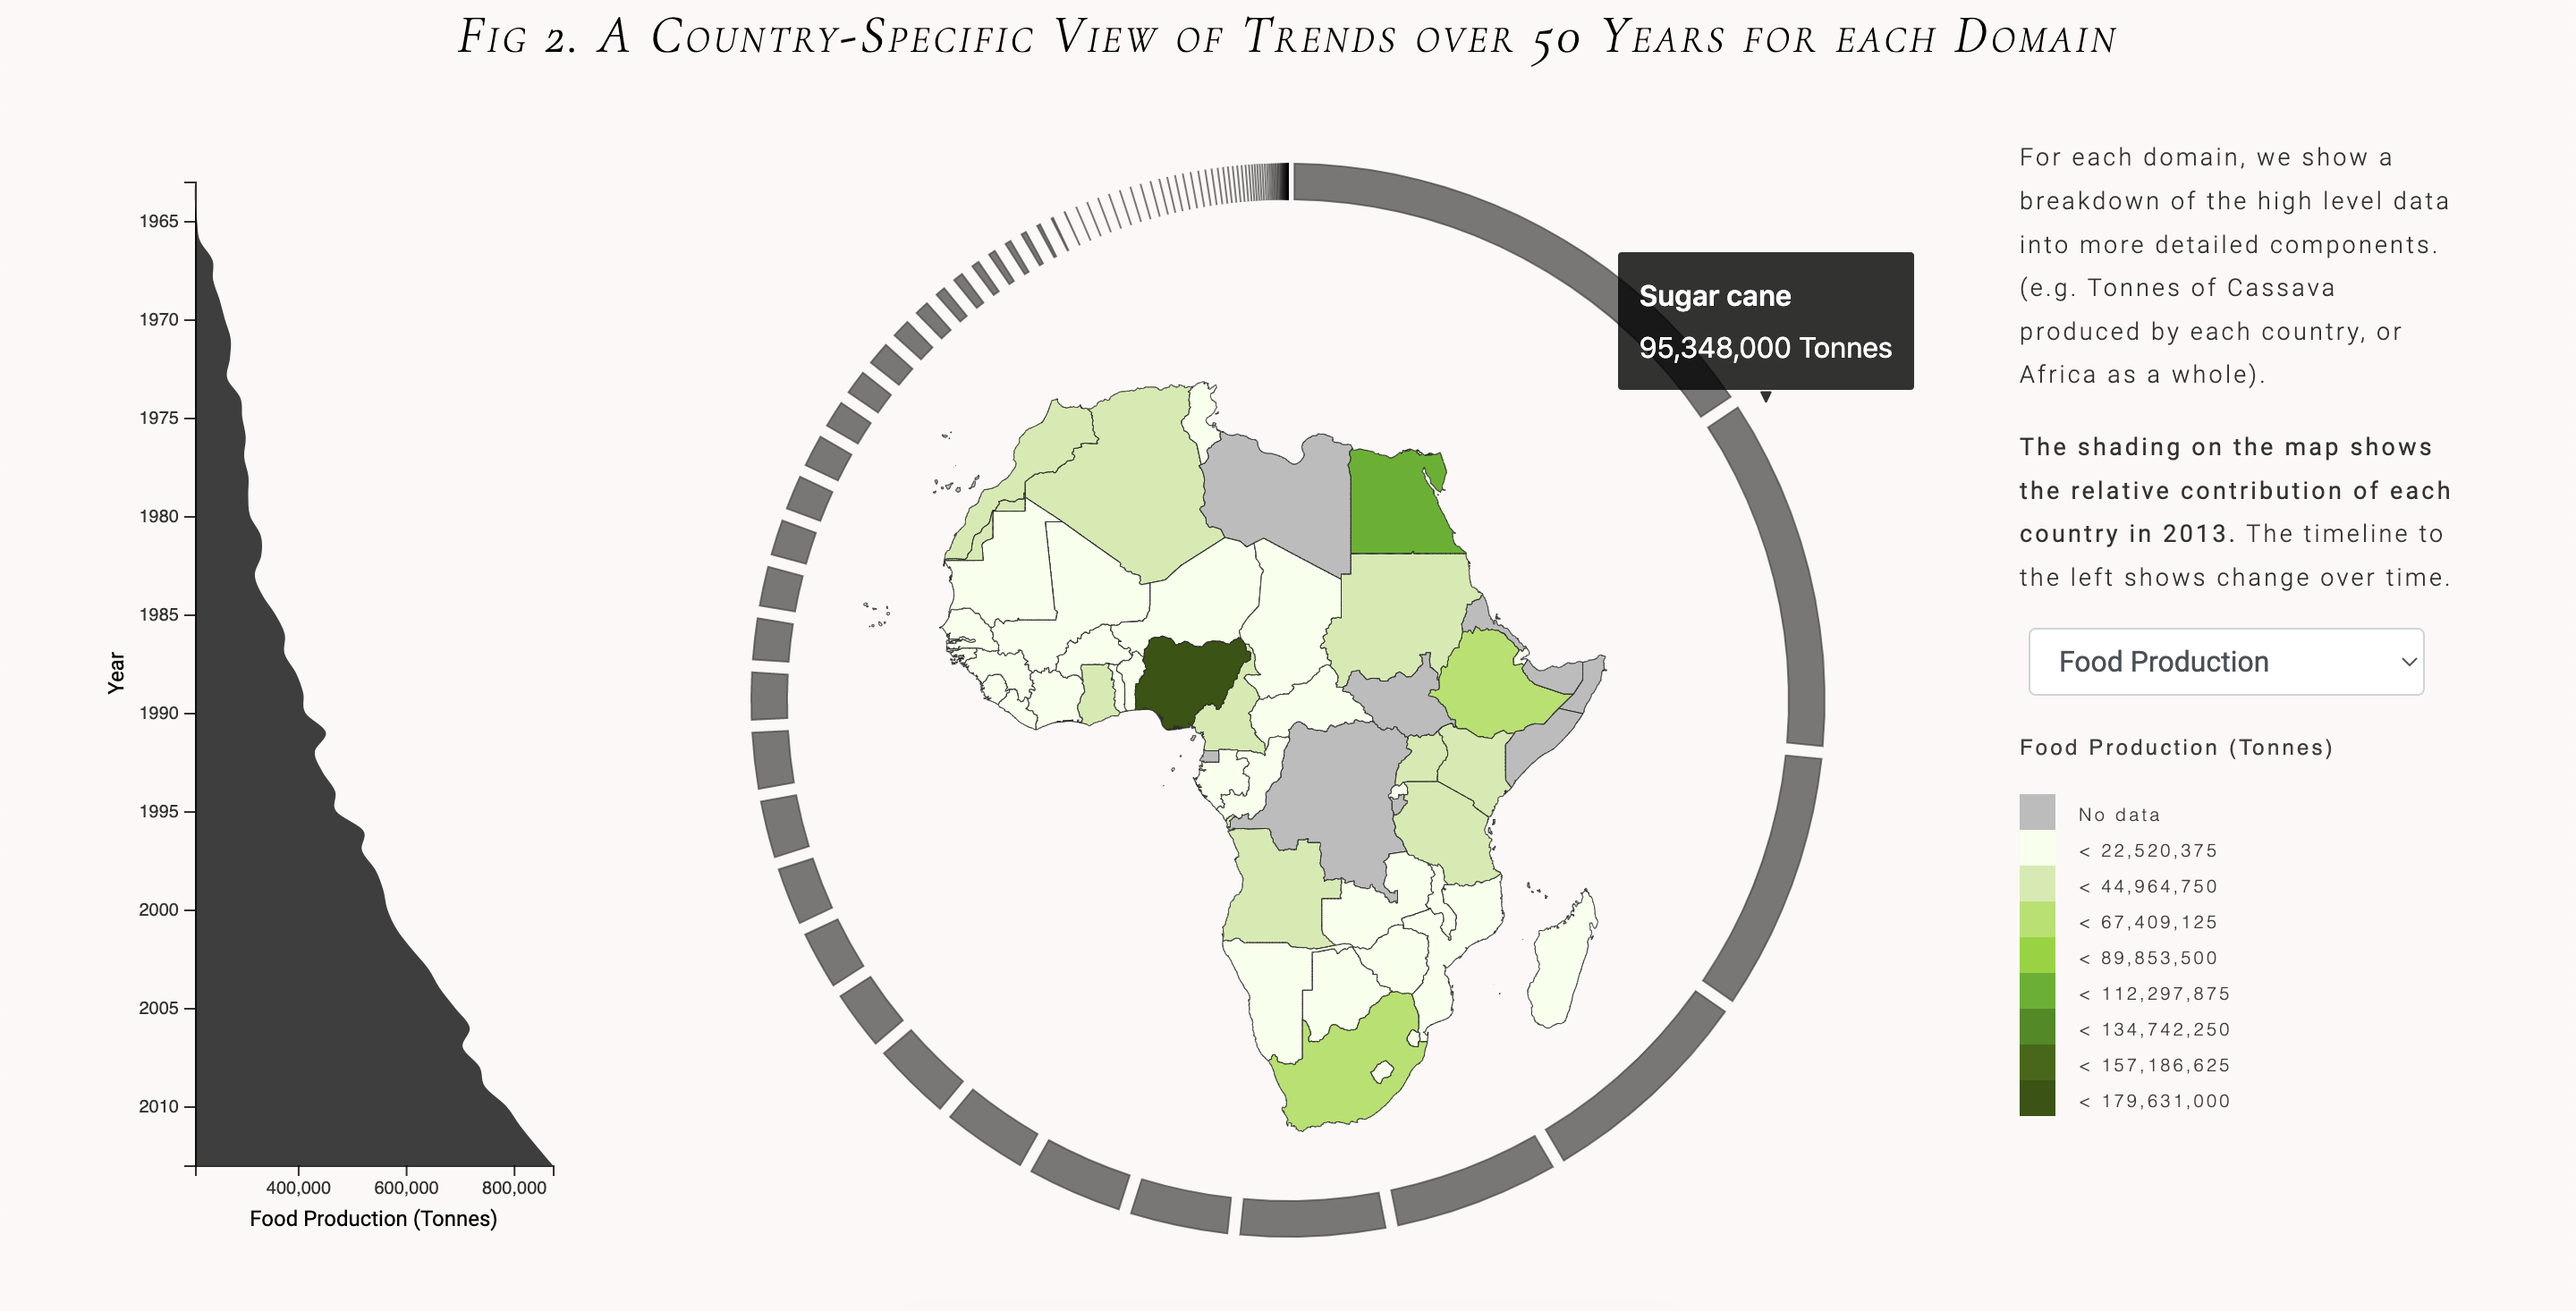 Fig 2. A Country-Specific View of Trends over 50 Years for each Domain
1965
1970
1975
1980
1985
1990
1995
2000
2005
2010
Year
400,000
600,000
800,000
Food Production (Tonnes)
Sugar cane
95,348,000 Tonnes
For each domain, we show a
breakdown of the high level data
into more detailed components.
(e.g. Tonnes of Cassava
produced by each country, or
Africa as a whole).
The shading on the map shows
the relative contribution of each
country in 2013. The timeline to
the left shows change over time.
Food Production
Food Production (Tonnes)
No data
< 22,520,375
< 44,964,750
< 67,409,125
< 89,853,500
< 112,297,875
< 134,742,250
< 157,186,625
< 179,631,000